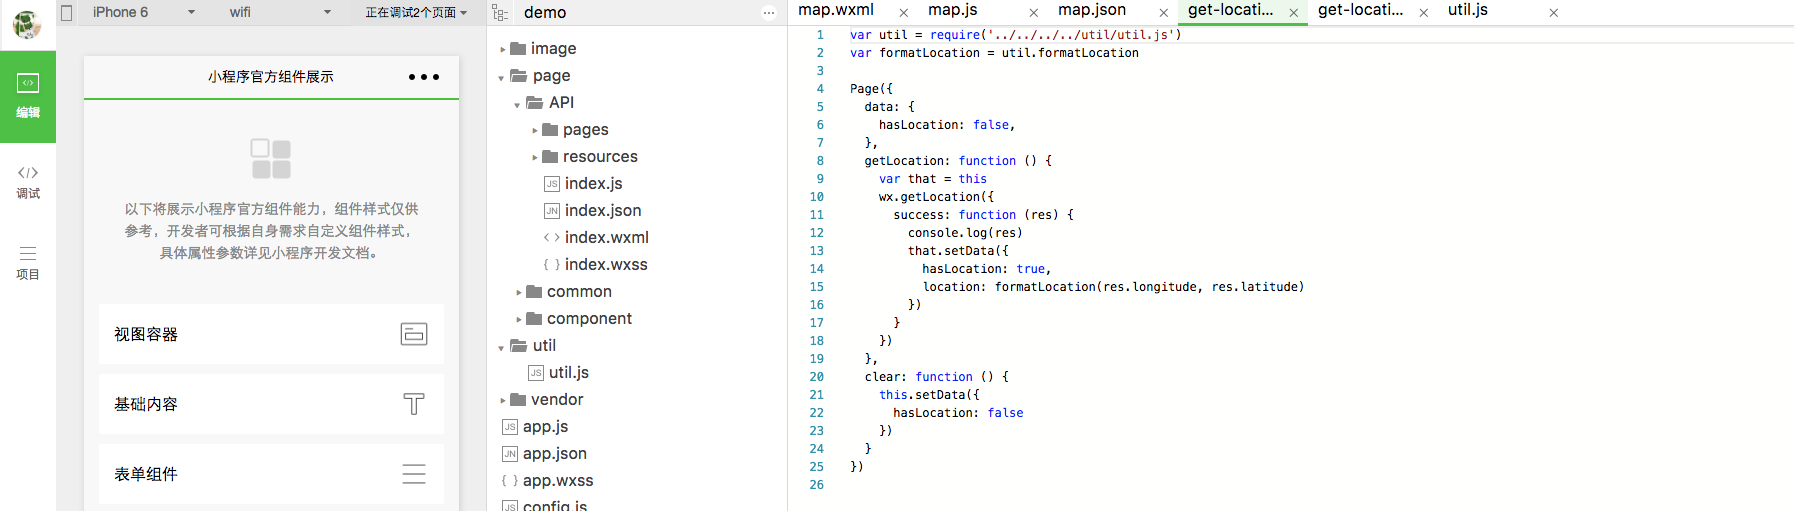 iPhone 6
wifi
正在调试2个页面
编辑
调试
项目
小程序官方组件展示
以下将展示小程序官方组件能力，组件样式仅供
参考，开发者可根据自身需求自定义组件样式，
具体属性参数详见小程序开发文档。
视图容器
基础内容
表单组件
demo
image
page
API
pages
resources
JS index.js
JN index.json
<> index.wxml
{ } index.wxss
common
component
util
JS util.js
vendor
JS app.js
JN app.json
{ } app.wxss
JS config.js
map.wxml
map.js
map.json
get-locati...
get-locati...
util.js
1 var util = require('../../../../util/util.js')
2 var formatLocation = util.formatLocation
3
4 Page({
5 data: {
6 hasLocation: false,
7 },
8 getLocation: function () {
9 var that = this
10 wx.getLocation({
11 success: function (res) {
12 console.log(res)
13 that.setData({
14 hasLocation: true,
15 location: formatLocation(res.longitude, res.latitude)
16 })
17 }
18 })
19 },
20 clear: function () {
21 this.setData({
22 hasLocation: false
23 })
24 }
25 })
26